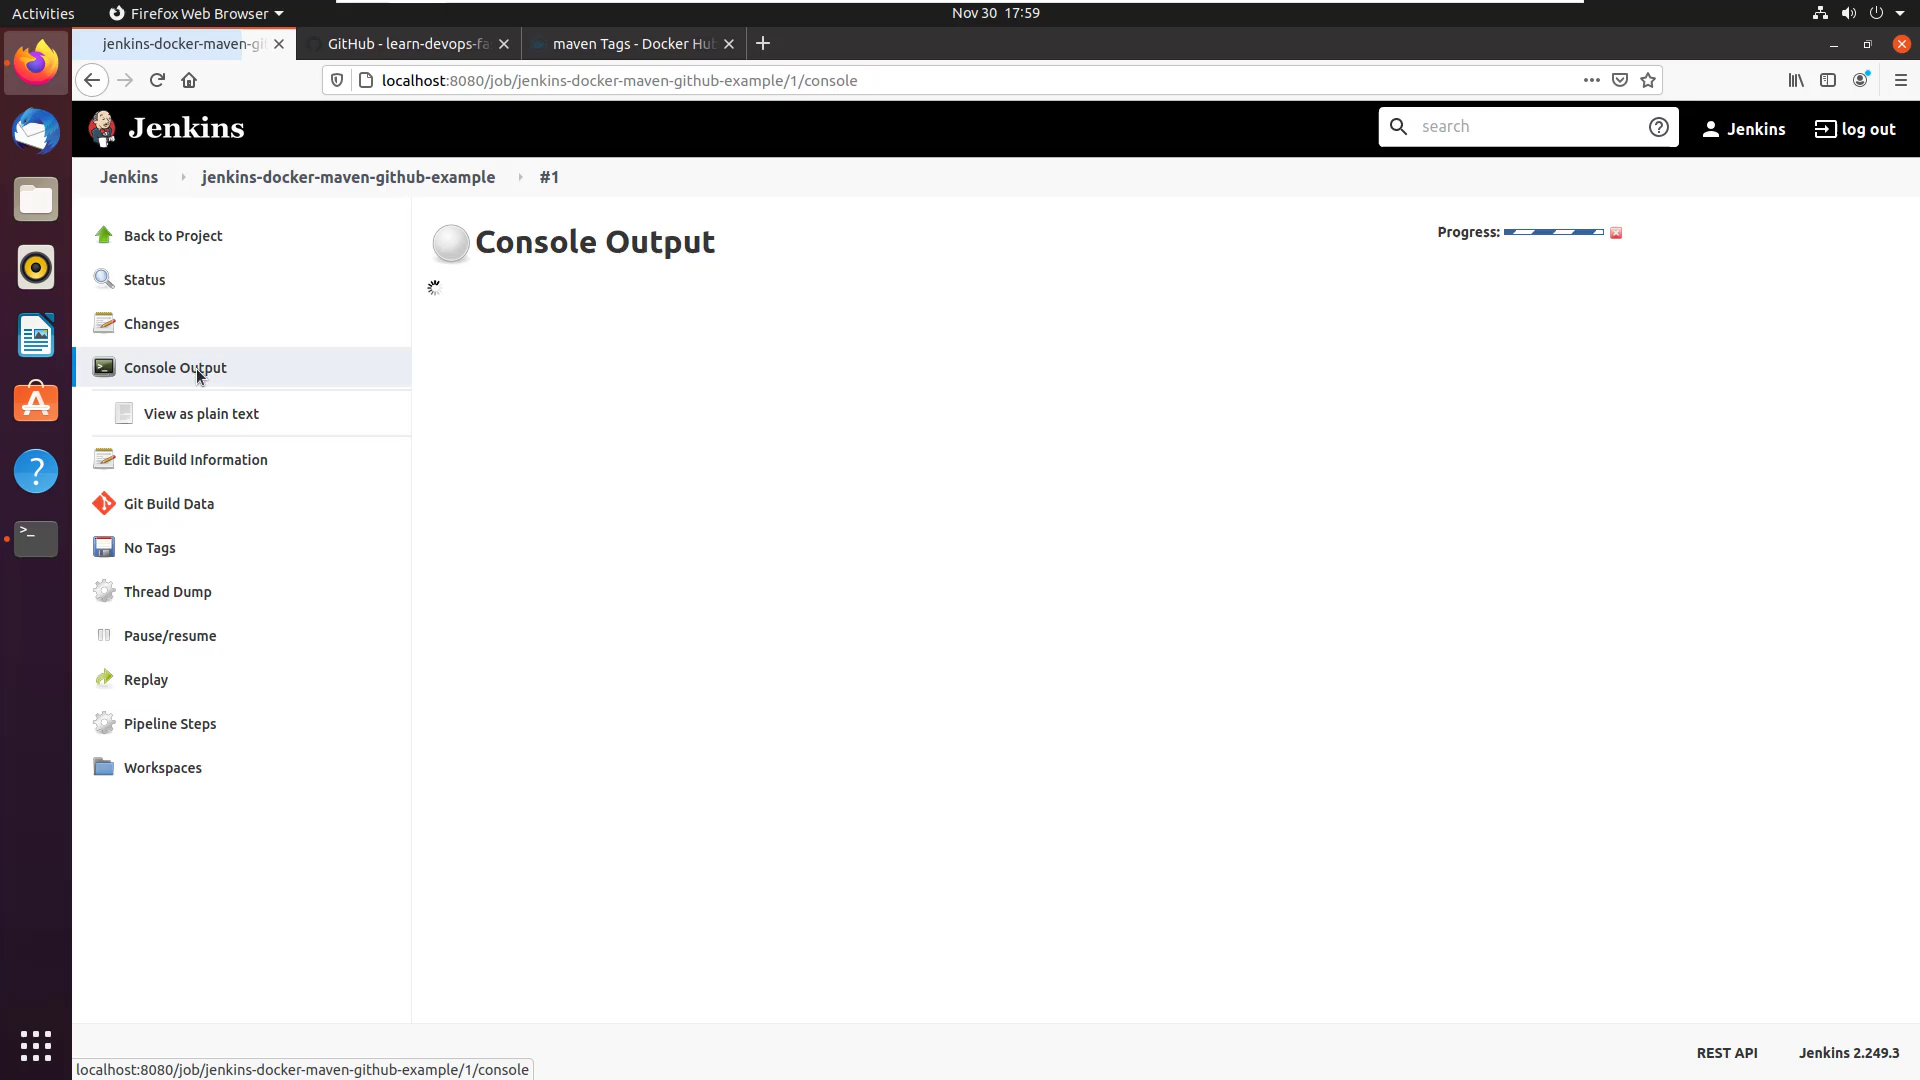 Activities
Firefox Web Browser
Nov 30 17:59
jenkins-docker-maven-git
GitHub - learn-devops-fa
maven Tags - Docker Hub
localhost:8080/job/jenkins-docker-maven-github-example/1/console
Jenkins
search
Jenkins
log out
Jenkins
jenkins-docker-maven-github-example
#1
Back to Project
Status
Changes
Console Output
View as plain text
Edit Build Information
Git Build Data
No Tags
Thread Dump
Pause/resume
Replay
Pipeline Steps
Workspaces
Console Output
Progress:
REST API
Jenkins 2.249.3
localhost:8080/job/jenkins-docker-maven-github-example/1/console